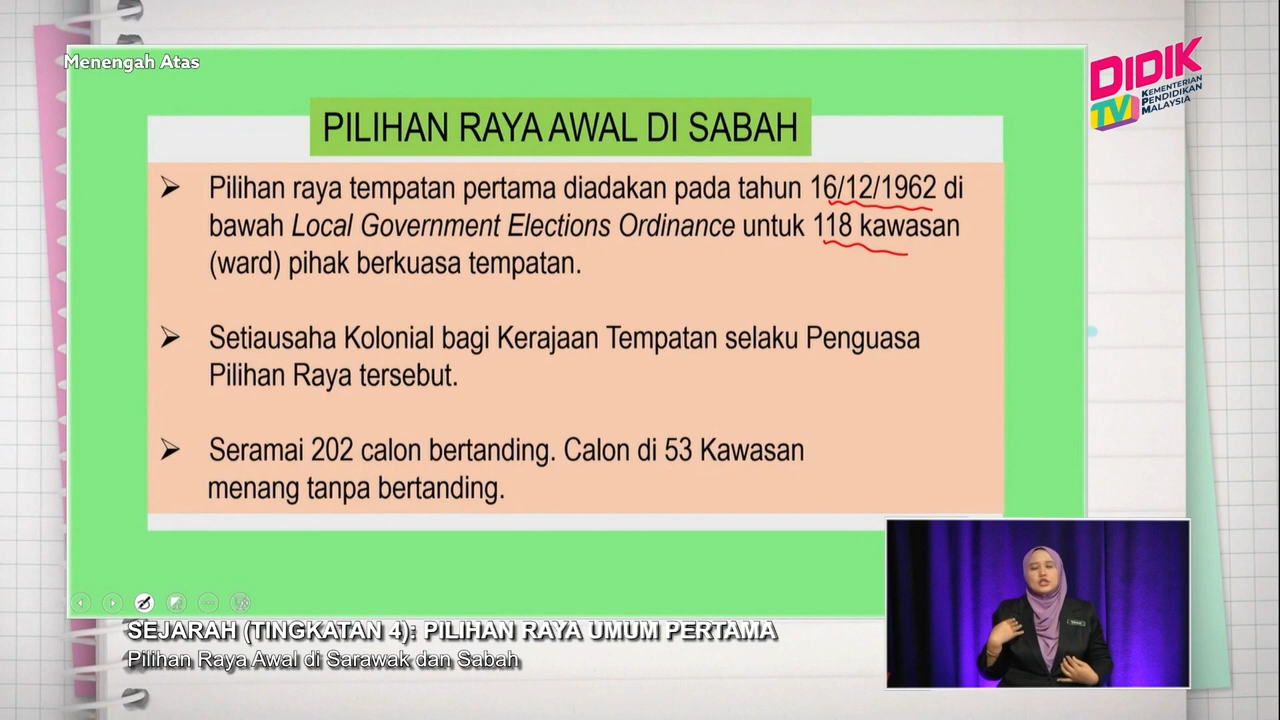 Menengah Atas
DIDIK
TV
KEMENTERIAN
PENDIDIKAN
MALAYSIA
PILIHAN RAYA AWAL DI SABAH
Pilihan raya tempatan pertama diadakan pada tahun 16/12/1962 di
bawah Local Government Elections Ordinance untuk 118 kawasan
(ward) pihak berkuasa tempatan.
Setiausaha Kolonial bagi Kerajaan Tempatan selaku Penguasa
Pilihan Raya tersebut.
Seramai 202 calon bertanding. Calon di 53 Kawasan
menang tanpa bertanding.
SEJARAH (TINGKATAN 4): PILIHAN RAYA UMUM PERTAMA
Pilihan Raya Awal di Sarawak dan Sabah